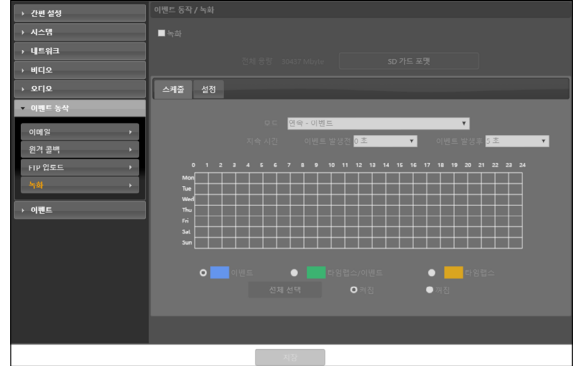 이벤트 동작 / 녹화
간편 설정
시스템
네트워크
비디오
오디오
이벤트 동작
이메일
원격 콜백
FTP 업로드
녹화
이벤트
녹화
SD 카드 포맷
스케줄 설정
모드 연속 - 이벤트
지속 시간 이벤트 발생전 0 초 이벤트 발생후 5 초
0 1 2 3 4 5 6 7 8 9 10 11 12 13 14 15 16 17 18 19 20 21 22 23 24
Mon
Tue
Wed
Thu
Fri
Sat
Sun
이벤트 타임랩스/이벤트 타임랩스
전체 선택
저장